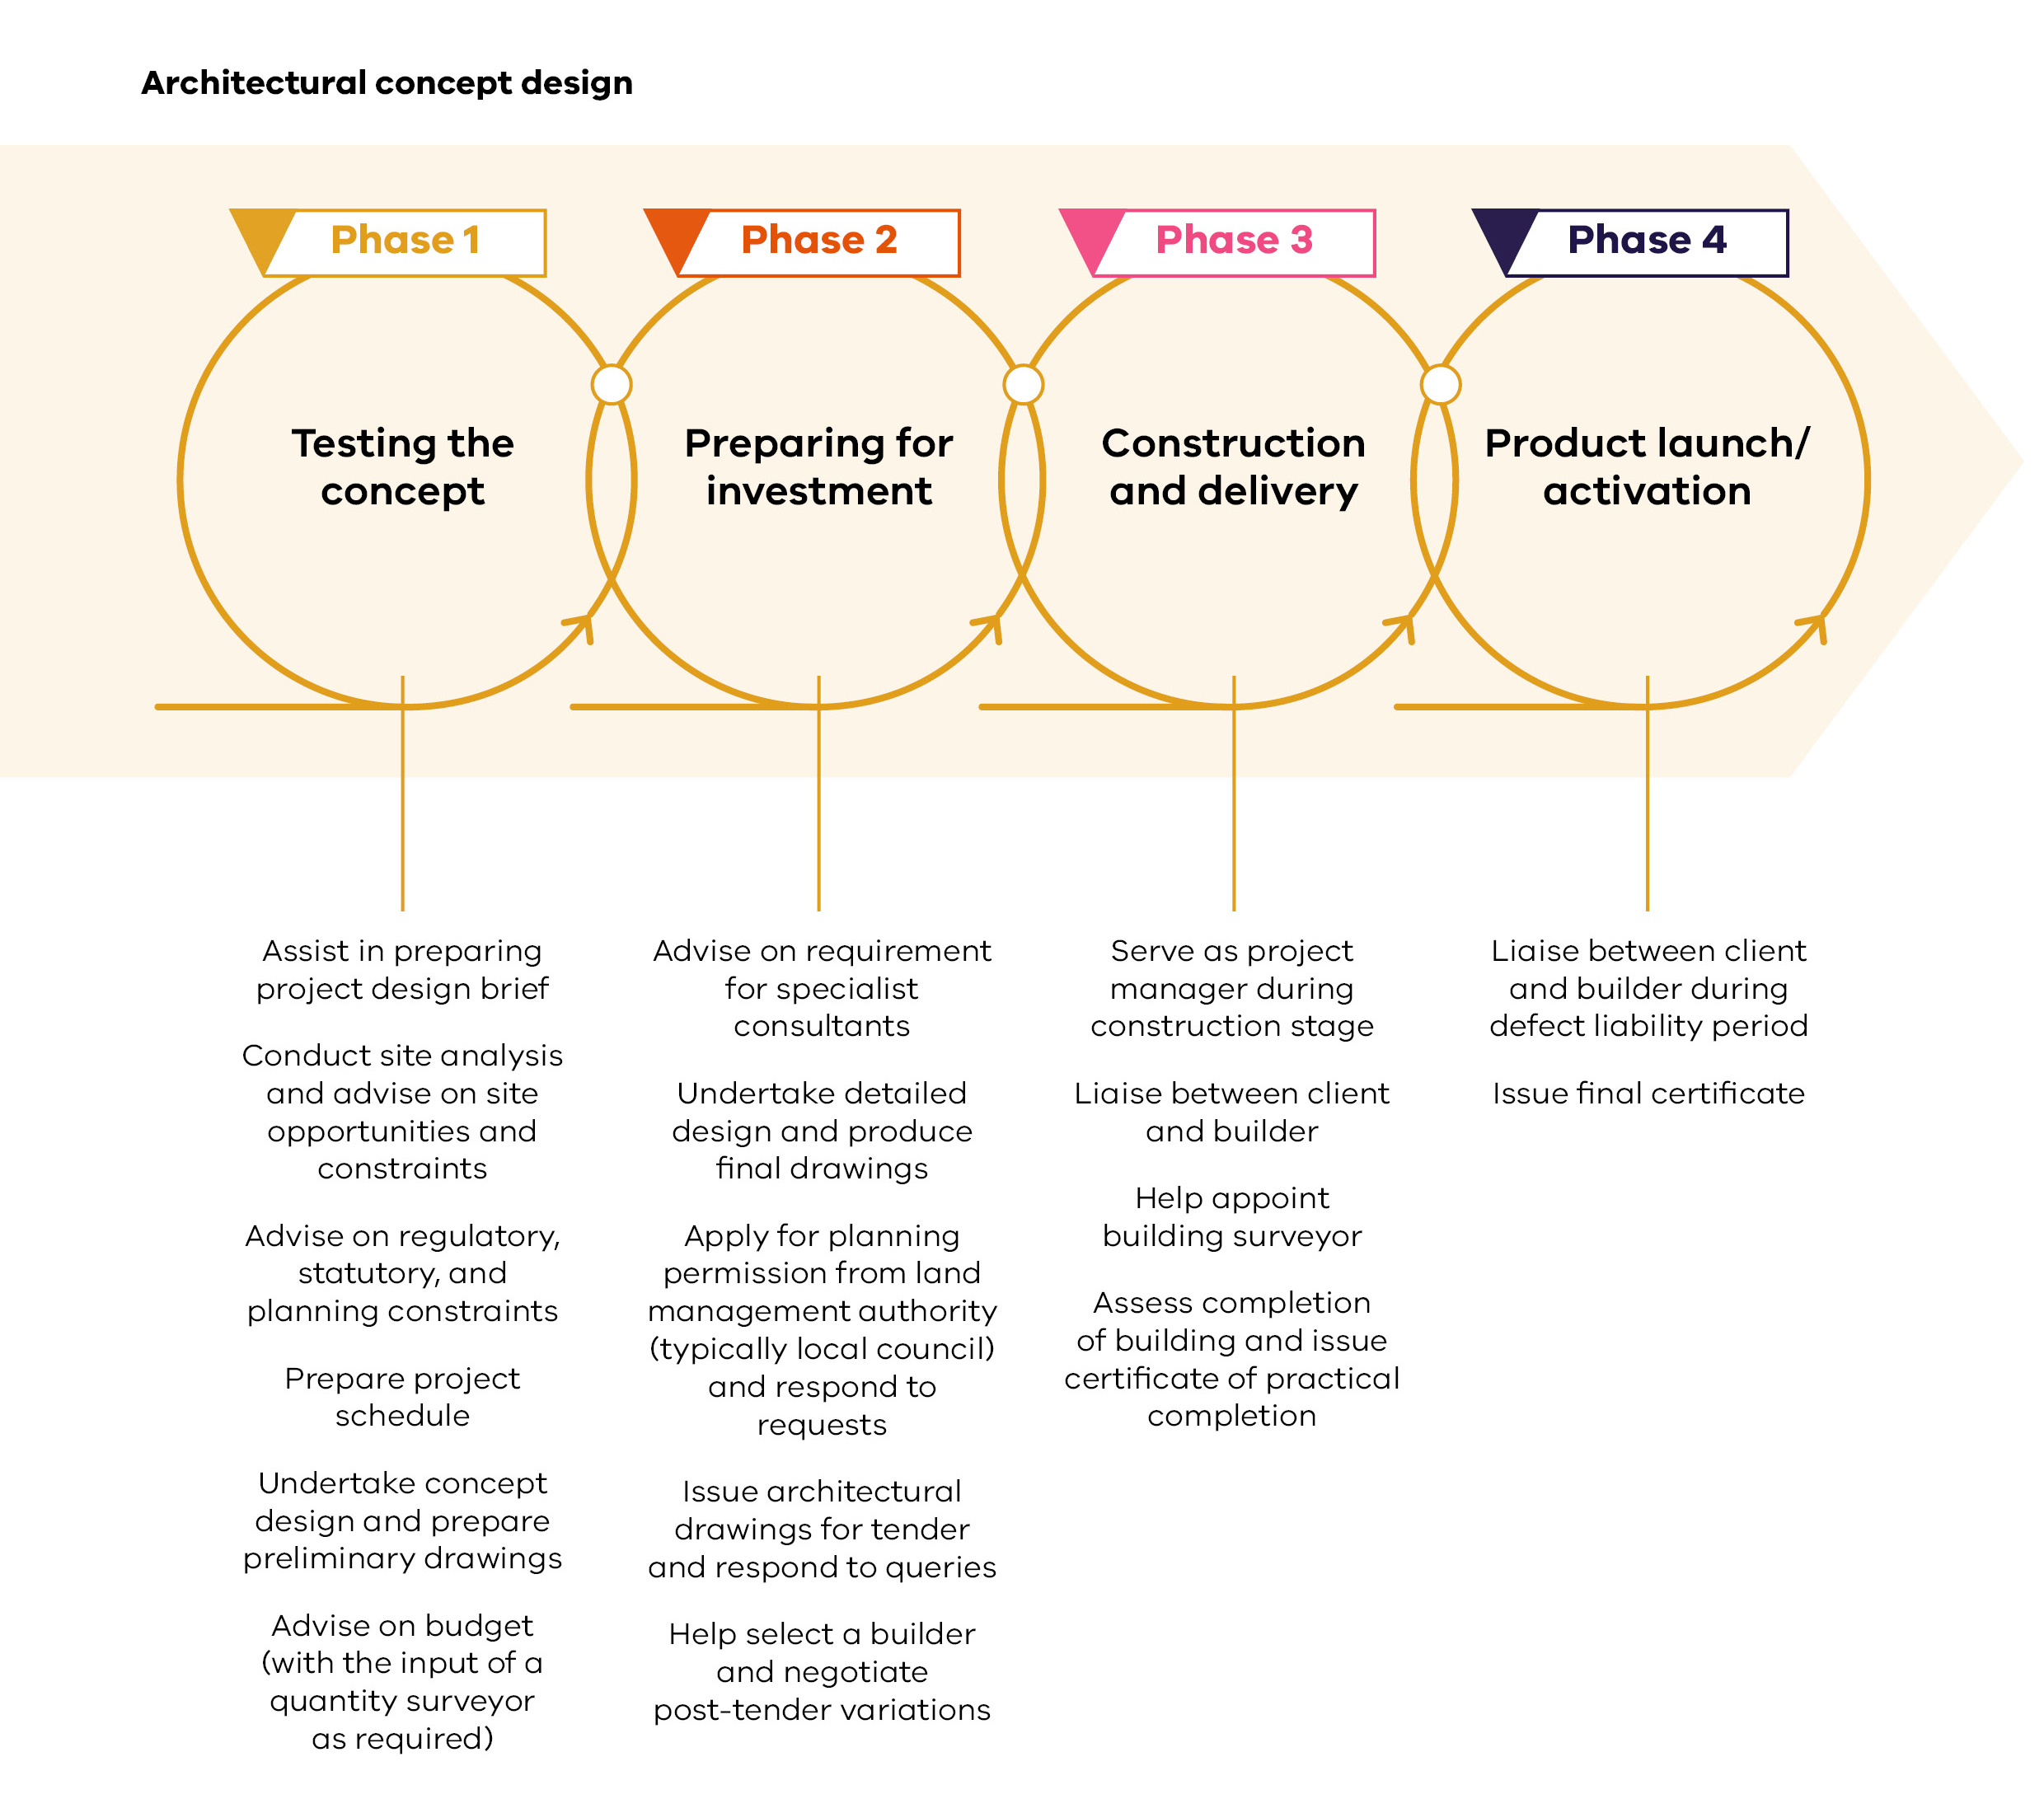 Architectural concept design
Phase 1
Phase 2
Phase 3
Phase 4
Testing the
concept
Preparing for
investment
Construction
and delivery
Product launch/
activation
Assist in preparing
project design brief
Conduct site analysis
and advise on site
opportunities and
constraints
Advise on regulatory,
statutory, and
planning constraints
Prepare project
schedule
Undertake concept
design and prepare
preliminary drawings
Advise on budget
(with the input of a
quantity surveyor
as required)
Advise on requirement
for specialist
consultants
Undertake detailed
design and produce
final drawings
Apply for planning
permission from land
management authority
(typically local council)
and respond to
requests
Issue architectural
drawings for tender
and respond to queries
Help select a builder
and negotiate
post-tender variations
Serve as project
manager during
construction stage
Liaise between client
and builder
Help appoint
building surveyor
Assess completion
of building and issue
certificate of practical
completion
Liaise between client
and builder during
defect liability period
Issue final certificate